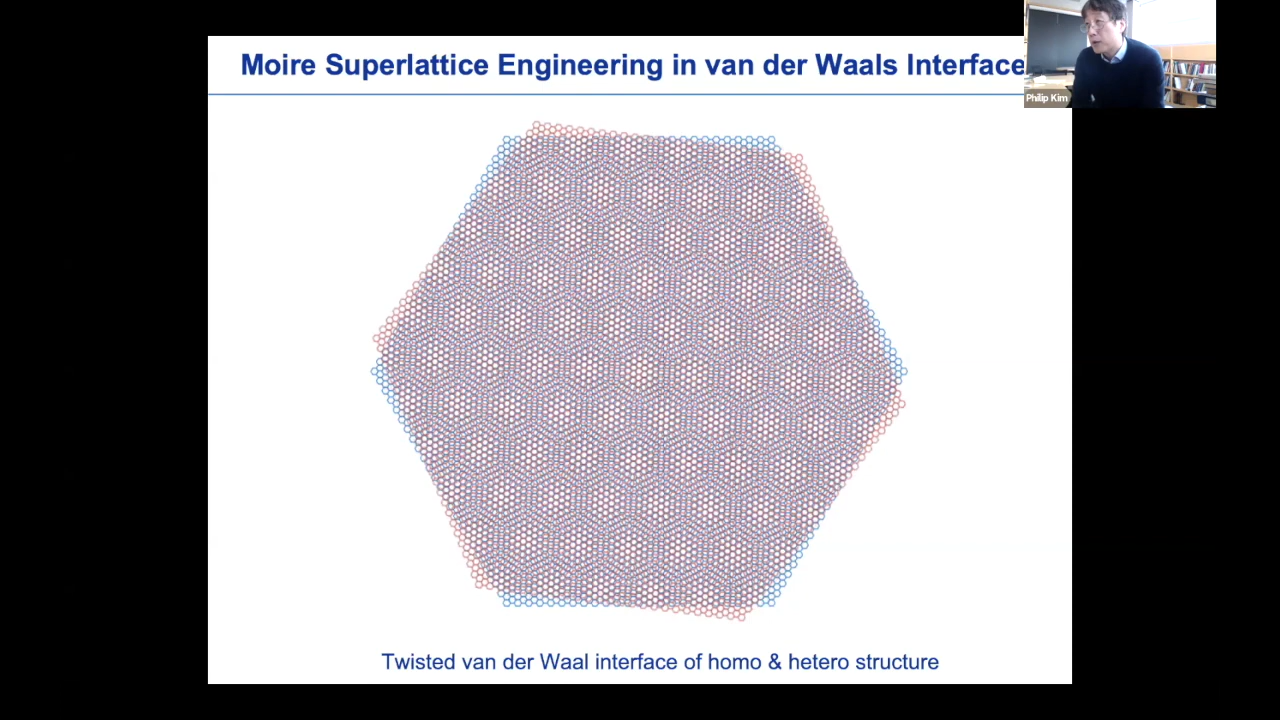 Moire Superlattice Engineering in van der Waals Interface
Philip Kim
Twisted van der Waal interface of homo & hetero structure